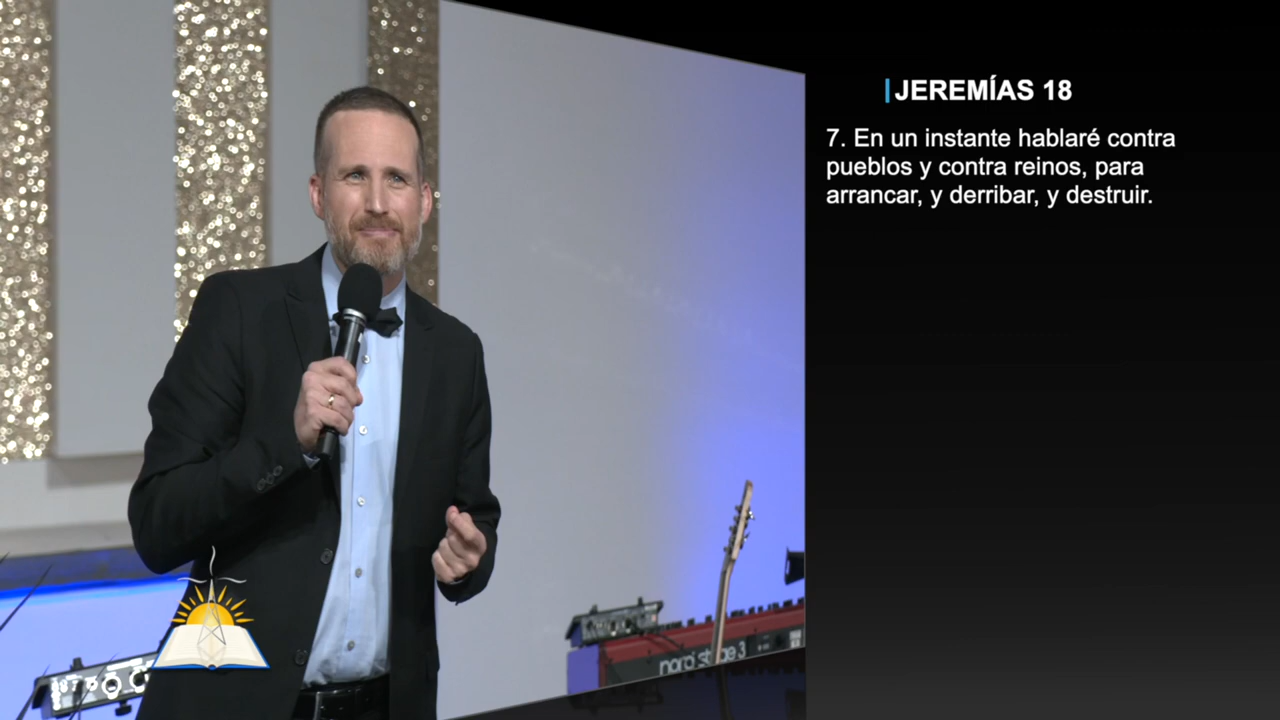 JEREMÍAS 18
7. En un instante hablaré contra
pueblos y contra reinos, para
arrancar, y derribar, y destruir.
nord stage 3